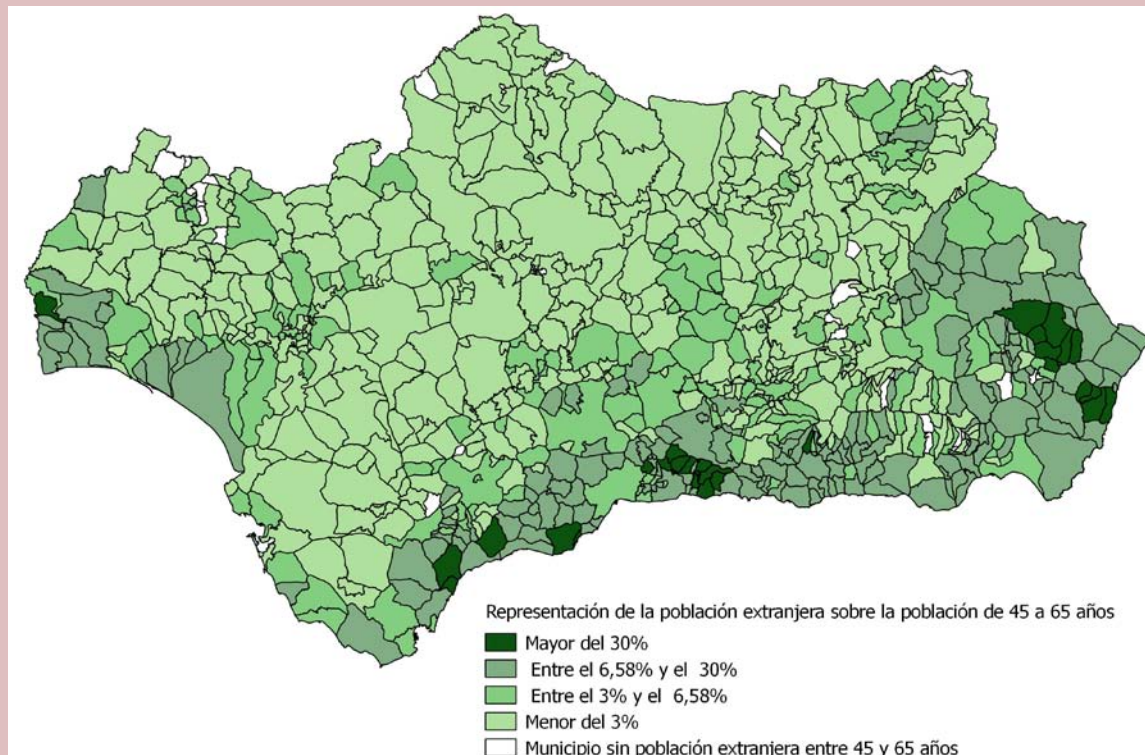 Representación de la población extranjera sobre la población de 45 a 65 años
Mayor del 30%
Entre el 6,58% y el 30%
Entre el 3% y el 6,58%
Menor del 3%
Municipio sin población extranjera entre 45 y 65 años